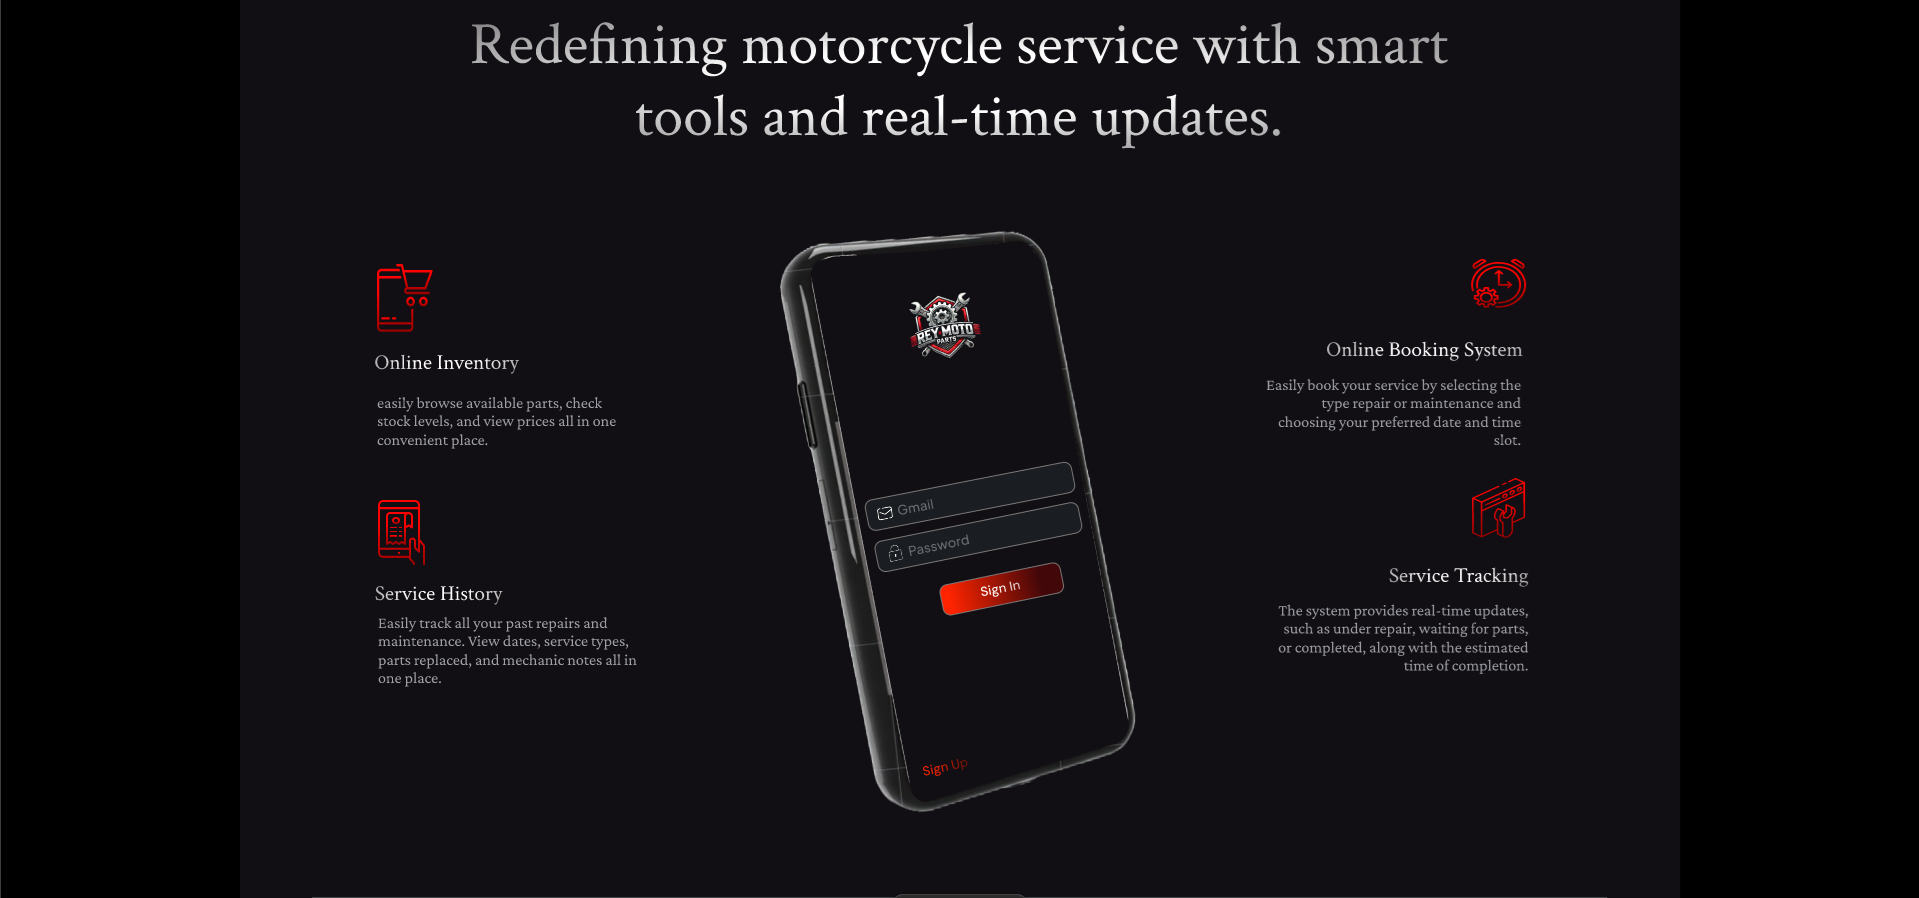 Redefining motorcycle service with smart
tools and real-time updates.
Online Inventory
easily browse available parts, check
stock levels, and view prices all in one
convenient place.
Service History
Easily track all your past repairs and
maintenance. View dates, service types,
parts replaced, and mechanic notes all in
one place.
REY MOTO
PARTS
Gmail
Password
Sign In
Sign Up
Online Booking System
Easily book your service by selecting the
type repair or maintenance and
choosing your preferred date and time
slot.
Service Tracking
The system provides real-time updates,
such as under repair, waiting for parts,
or completed, along with the estimated
time of completion.